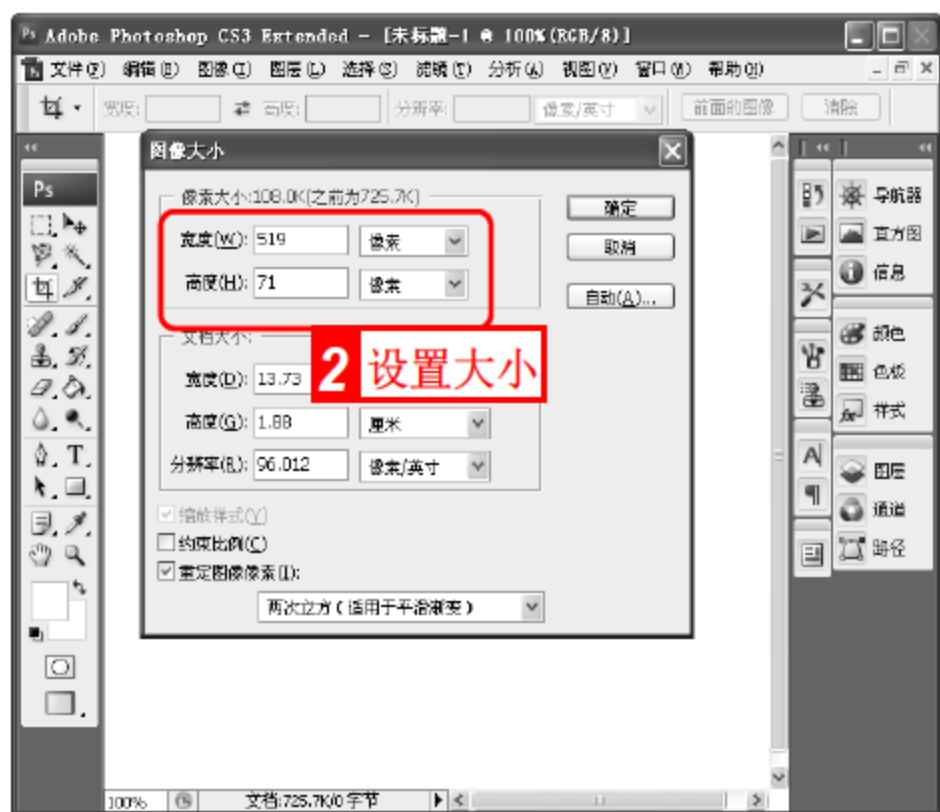 Ps Adobe Photoshop CS3 Extended - [未标题-1 @ 100%(RGB/8)]
文件(F) 编辑(E) 图像(I) 图层(L) 选择(S) 滤镜(T) 分析(A) 视图(V) 窗口(W) 帮助(H)
宽度: 高度: 分辨率: 像素/英寸 前面的图像 清除
图像大小
Ps
像素大小:108.0K(之前为725.7K)
确定
宽度(W): 519 像素
取消
高度(H): 71 像素
自动(A)...
文档大小:
2 设置大小
宽度(D): 13.73
高度(G): 1.88 厘米
分辨率(R): 96.012 像素/英寸
缩放样式(Y)
约束比例(C)
重定图像像素(I):
两次立方(适用于平滑渐变)
导航器
直方图
信息
颜色
色板
样式
图层
通道
路径
100% 文档:725.7K/0 字节